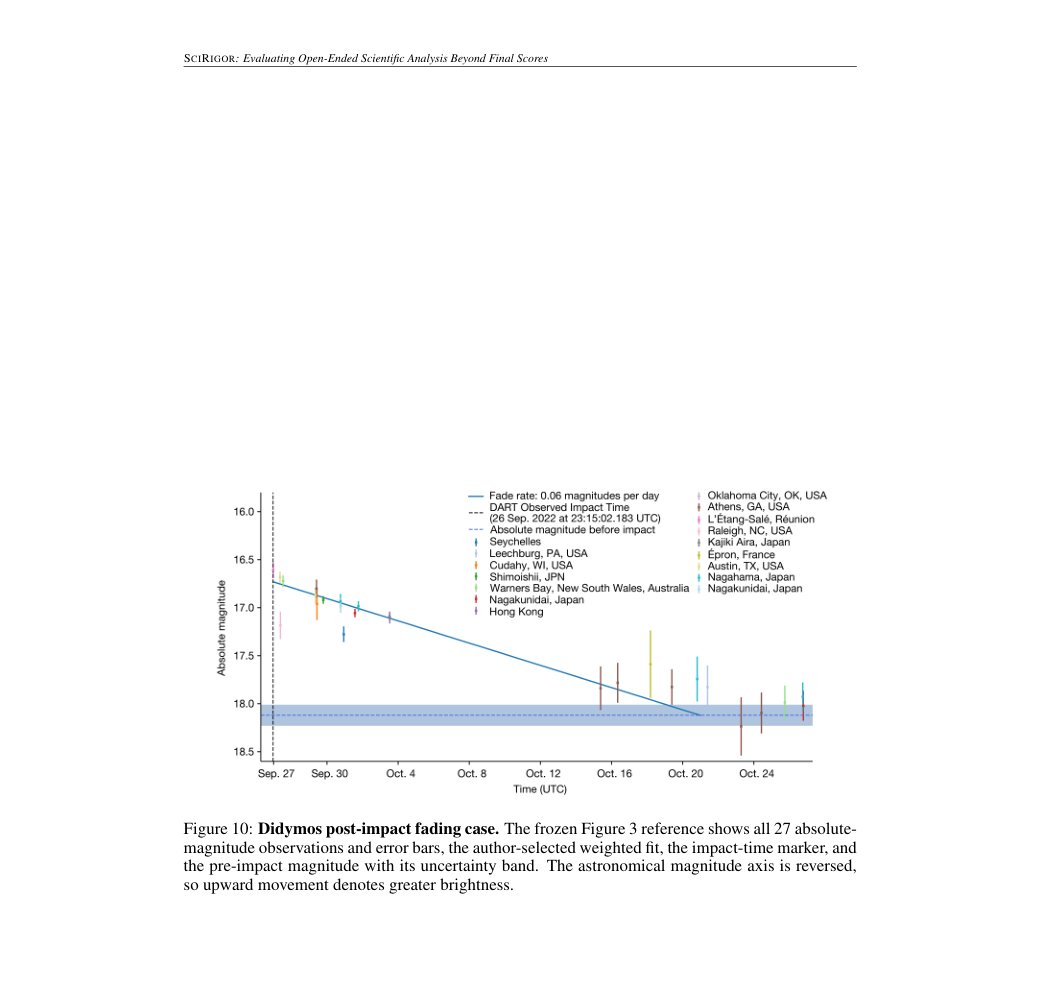 SCIRIGOR: Evaluating Open-Ended Scientific Analysis Beyond Final Scores
16.0
16.5
17.0
17.5
18.0
18.5
Absolute magnitude
Fade rate: 0.06 magnitudes per day
DART Observed Impact Time
(26 Sep. 2022 at 23:15:02.183 UTC)
Absolute magnitude before impact
Seychelles
Leechburg, PA, USA
Cudahy, WI, USA
Shimoishii, JPN
Warners Bay, New South Wales, Australia
Nagakunidai, Japan
Hong Kong
Oklahoma City, OK, USA
Athens, GA, USA
L'Étang-Salé, Réunion
Raleigh, NC, USA
Kajiki Aira, Japan
Épron, France
Austin, TX, USA
Nagahama, Japan
Nagakunidai, Japan
Sep. 27 Sep. 30 Oct. 4 Oct. 8 Oct. 12 Oct. 16 Oct. 20 Oct. 24
Time (UTC)
Figure 10: Didymos post-impact fading case. The frozen Figure 3 reference shows all 27 absolute-
magnitude observations and error bars, the author-selected weighted fit, the impact-time marker, and
the pre-impact magnitude with its uncertainty band. The astronomical magnitude axis is reversed,
so upward movement denotes greater brightness.